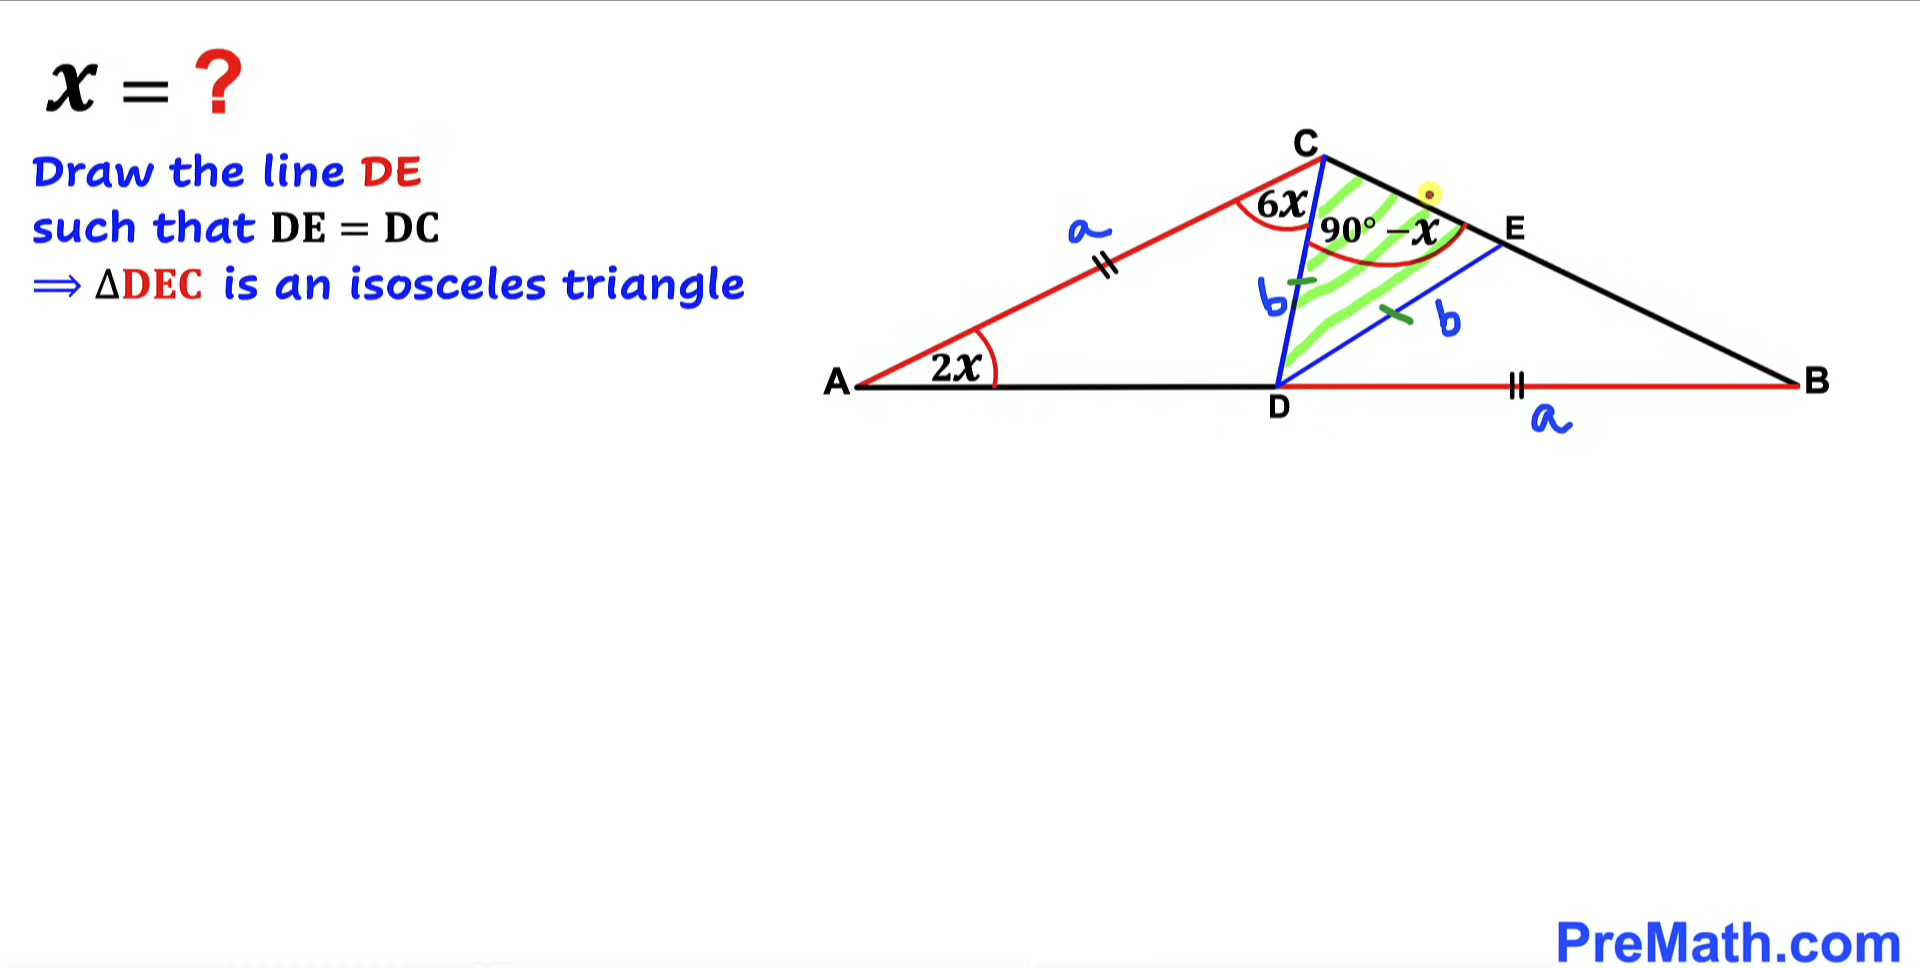 x = ?
Draw the line DE
such that DE = DC
⟹ ΔDEC is an isosceles triangle
C
6x
90° – x
E
a
b
b
A
2x
D
B
a
PreMath.com